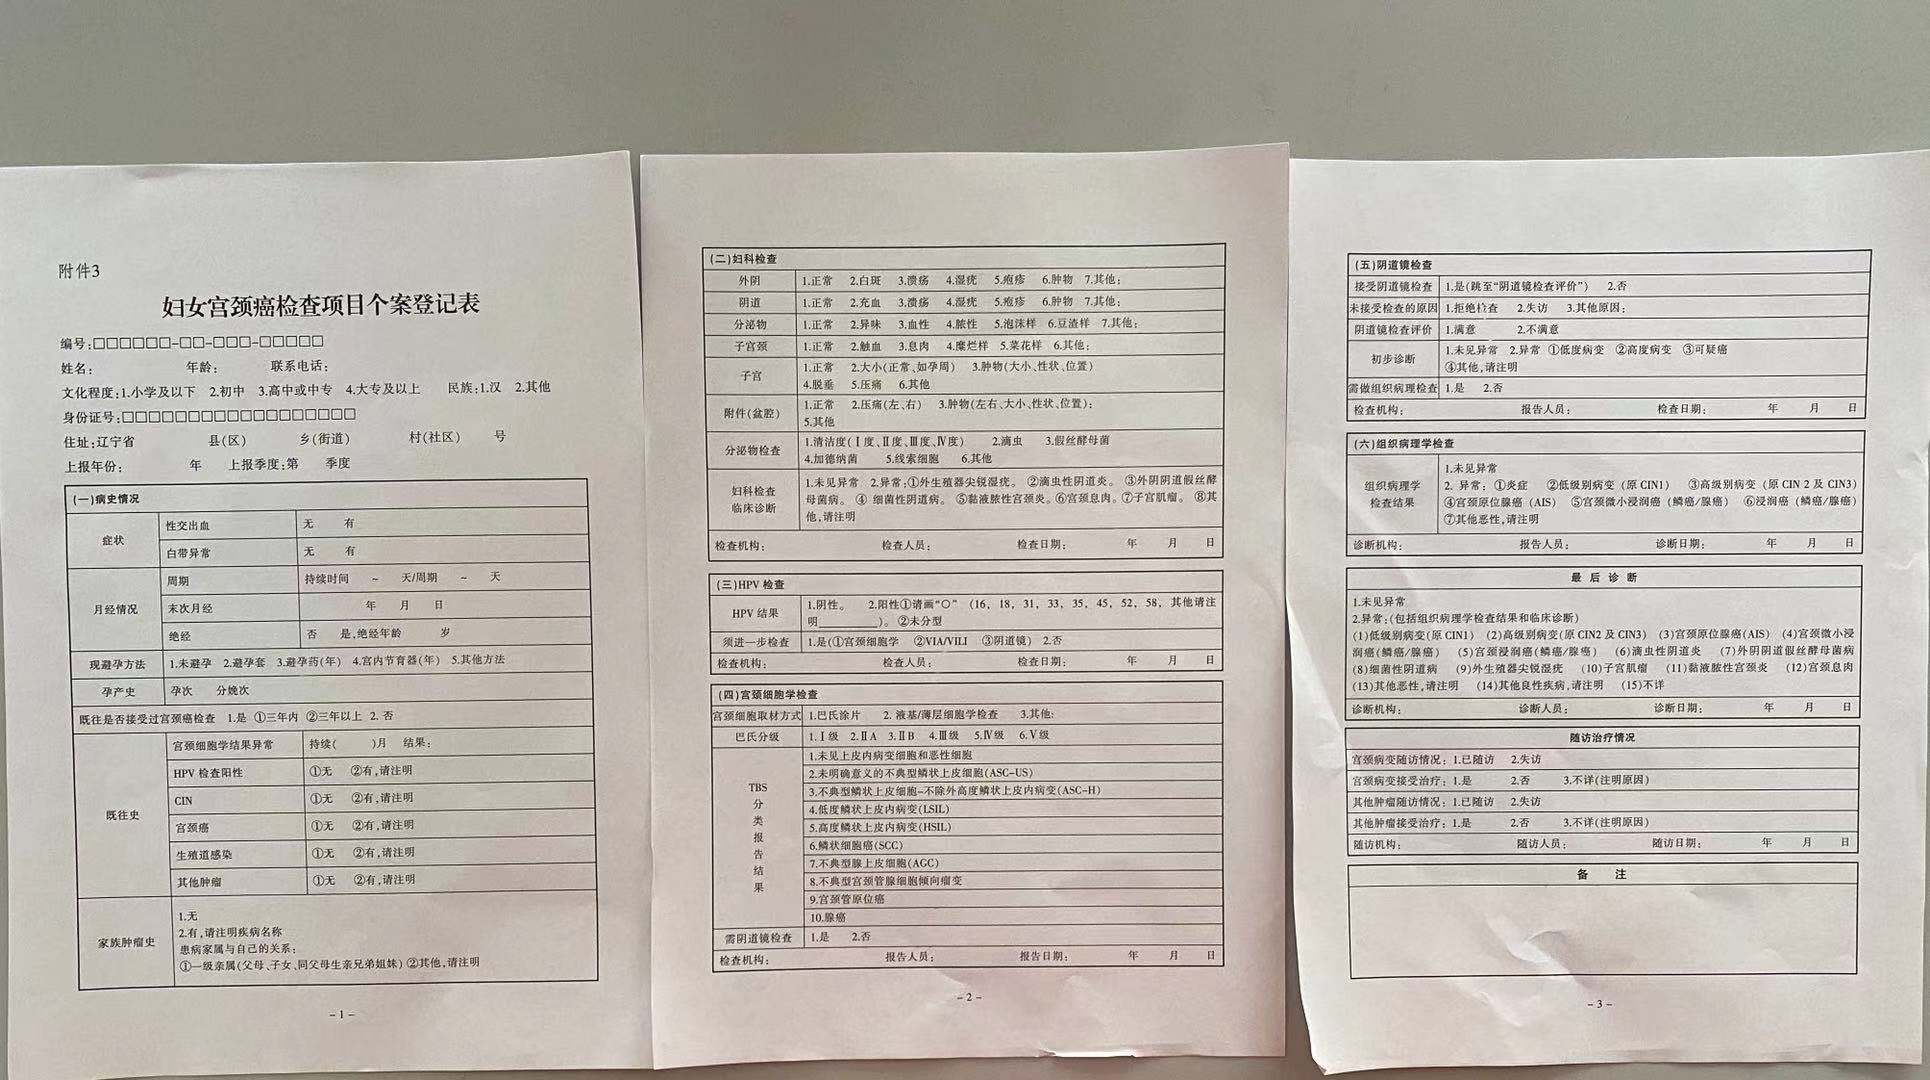 附件3
妇女宫颈癌检查项目个案登记表
编号:□□□□□□-□□-□□□-□□□□□
姓名: 年龄: 联系电话:
文化程度:1.小学及以下 2.初中 3.高中或中专 4.大专及以上 民族:1.汉 2.其他
身份证号:□□□□□□□□□□□□□□□□□□
住址:辽宁省 县(区) 乡(街道) 村(社区) 号
上报年份: 年 上报季度:第 季度
(一)病史情况
症状
性交出血 无 有
白带异常 无 有
月经情况
周期 持续时间 ~ 天/周期 ~ 天
末次月经 年 月 日
绝经 否 是,绝经年龄 岁
现避孕方法 1.未避孕 2.避孕套 3.避孕药(年) 4.宫内节育器(年) 5.其他方法
孕产史 孕次 分娩次
既往是否接受过宫颈癌检查 1.是 ①三年内 ②三年以上 2.否
既往史
宫颈细胞学结果异常 持续( )月 结果:
HPV 检查阳性 ①无 ②有,请注明
CIN ①无 ②有,请注明
宫颈癌 ①无 ②有,请注明
生殖道感染 ①无 ②有,请注明
其他肿瘤 ①无 ②有,请注明
家族肿瘤史
1.无
2.有,请注明疾病名称
患病家属与自己的关系:
①一级亲属(父母、子女、同父母生亲兄弟姐妹) ②其他,请注明
- 1 -
(二)妇科检查
外阴 1.正常 2.白斑 3.溃疡 4.湿疣 5.疱疹 6.肿物 7.其他:
阴道 1.正常 2.充血 3.溃疡 4.湿疣 5.疱疹 6.肿物 7.其他:
分泌物 1.正常 2.异味 3.血性 4.脓性 5.泡沫样 6.豆渣样 7.其他:
子宫颈 1.正常 2.触血 3.息肉 4.糜烂样 5.菜花样 6.其他:
子宫
1.正常 2.大小(正常、如孕周) 3.肿物(大小、性状、位置)
4.脱垂 5.压痛 6.其他
附件(盆腔)
1.正常 2.压痛(左、右) 3.肿物(左右、大小、性状、位置):
5.其他
分泌物检查
1.清洁度(Ⅰ度、Ⅱ度、Ⅲ度、Ⅳ度) 2.滴虫 3.假丝酵母菌
4.加德纳菌 5.线索细胞 6.其他
妇科检查
临床诊断
1.未见异常 2.异常:①外生殖器尖锐湿疣。 ②滴虫性阴道炎。 ③外阴阴道假丝酵
母菌病。 ④ 细菌性阴道病。 ⑤黏液脓性宫颈炎。⑥宫颈息肉。⑦子宫肌瘤。 ⑧其
他,请注明
检查机构: 检查人员: 检查日期: 年 月 日
(三)HPV 检查
HPV 结果
1.阴性。 2.阳性①请画“○” (16, 18, 31, 33, 35, 45, 52, 58, 其他请注
明________)。 ②未分型
须进一步检查 1.是(①宫颈细胞学 ②VIA/VILI ③阴道镜) 2.否
检查机构: 检查人员: 检查日期: 年 月 日
(四)宫颈细胞学检查
宫颈细胞取材方式 1.巴氏涂片 2. 液基/薄层细胞学检查 3.其他:
巴氏分级 1.Ⅰ级 2.ⅡA 3.ⅡB 4.Ⅲ级 5.Ⅳ级 6.Ⅴ级
TBS
分
类
报
告
结
果
1.未见上皮内病变细胞和恶性细胞
2.未明确意义的不典型鳞状上皮细胞(ASC-US)
3.不典型鳞状上皮细胞-不除外高度鳞状上皮内病变(ASC-H)
4.低度鳞状上皮内病变(LSIL)
5.高度鳞状上皮内病变(HSIL)
6.鳞状细胞癌(SCC)
7.不典型腺上皮细胞(AGC)
8.不典型宫颈管腺细胞倾向瘤变
9.宫颈管原位癌
10.腺癌
需阴道镜检查 1.是 2.否
检查机构: 报告人员: 报告日期: 年 月 日
- 2 -
(五)阴道镜检查
接受阴道镜检查 1.是(跳至“阴道镜检查评价”) 2.否
未接受检查的原因 1.拒绝检查 2.失访 3.其他原因:
阴道镜检查评价 1.满意 2.不满意
初步诊断
1.未见异常 2.异常 ①低度病变 ②高度病变 ③可疑癌
④其他,请注明
需做组织病理检查 1.是 2.否
检查机构: 报告人员: 检查日期: 年 月 日
(六)组织病理学检查
组织病理学
检查结果
1.未见异常
2. 异常: ①炎症 ②低级别病变 (原 CIN1) ③高级别病变 (原 CIN 2 及 CIN3)
④宫颈原位腺癌 (AIS) ⑤宫颈微小浸润癌 (鳞癌/腺癌) ⑥浸润癌 (鳞癌/腺癌)
⑦其他恶性,请注明
诊断机构: 报告人员: 诊断日期: 年 月 日
最 后 诊 断
1.未见异常
2.异常:(包括组织病理学检查结果和临床诊断)
(1)低级别病变(原 CIN1) (2)高级别病变(原 CIN2 及 CIN3) (3)宫颈原位腺癌(AIS) (4)宫颈微小浸
润癌(鳞癌/腺癌) (5)宫颈浸润癌(鳞癌/腺癌) (6)滴虫性阴道炎 (7)外阴阴道假丝酵母菌病
(8)细菌性阴道病 (9)外生殖器尖锐湿疣 (10)子宫肌瘤 (11)黏液脓性宫颈炎 (12)宫颈息肉
(13)其他恶性,请注明 (14)其他良性疾病,请注明 (15)不详
诊断机构: 诊断人员: 诊断日期: 年 月 日
随访治疗情况
宫颈病变随访情况: 1.已随访 2.失访
宫颈病变接受治疗: 1.是 2.否 3.不详(注明原因)
其他肿瘤随访情况: 1.已随访 2.失访
其他肿瘤接受治疗: 1.是 2.否 3.不详(注明原因)
随访机构: 随访人员: 随访日期: 年 月 日
备 注
- 3 -